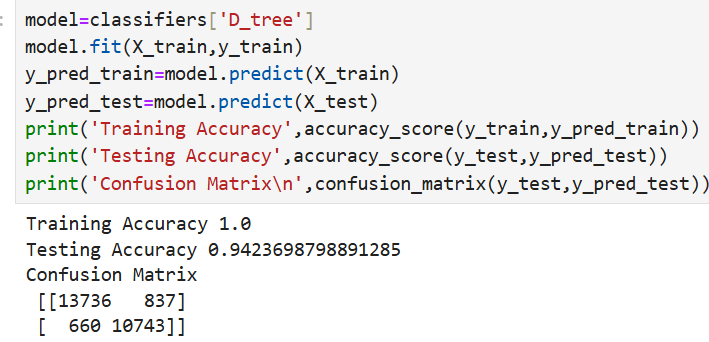 :
model=classifiers['D_tree']
model.fit(X_train,y_train)
y_pred_train=model.predict(X_train)
y_pred_test=model.predict(X_test)
print('Training Accuracy',accuracy_score(y_train,y_pred_train))
print('Testing Accuracy',accuracy_score(y_test,y_pred_test))
print('Confusion Matrix\n',confusion_matrix(y_test,y_pred_test))
Training Accuracy 1.0
Testing Accuracy 0.9423698798891285
Confusion Matrix
 [[13736   837]
 [  660 10743]]